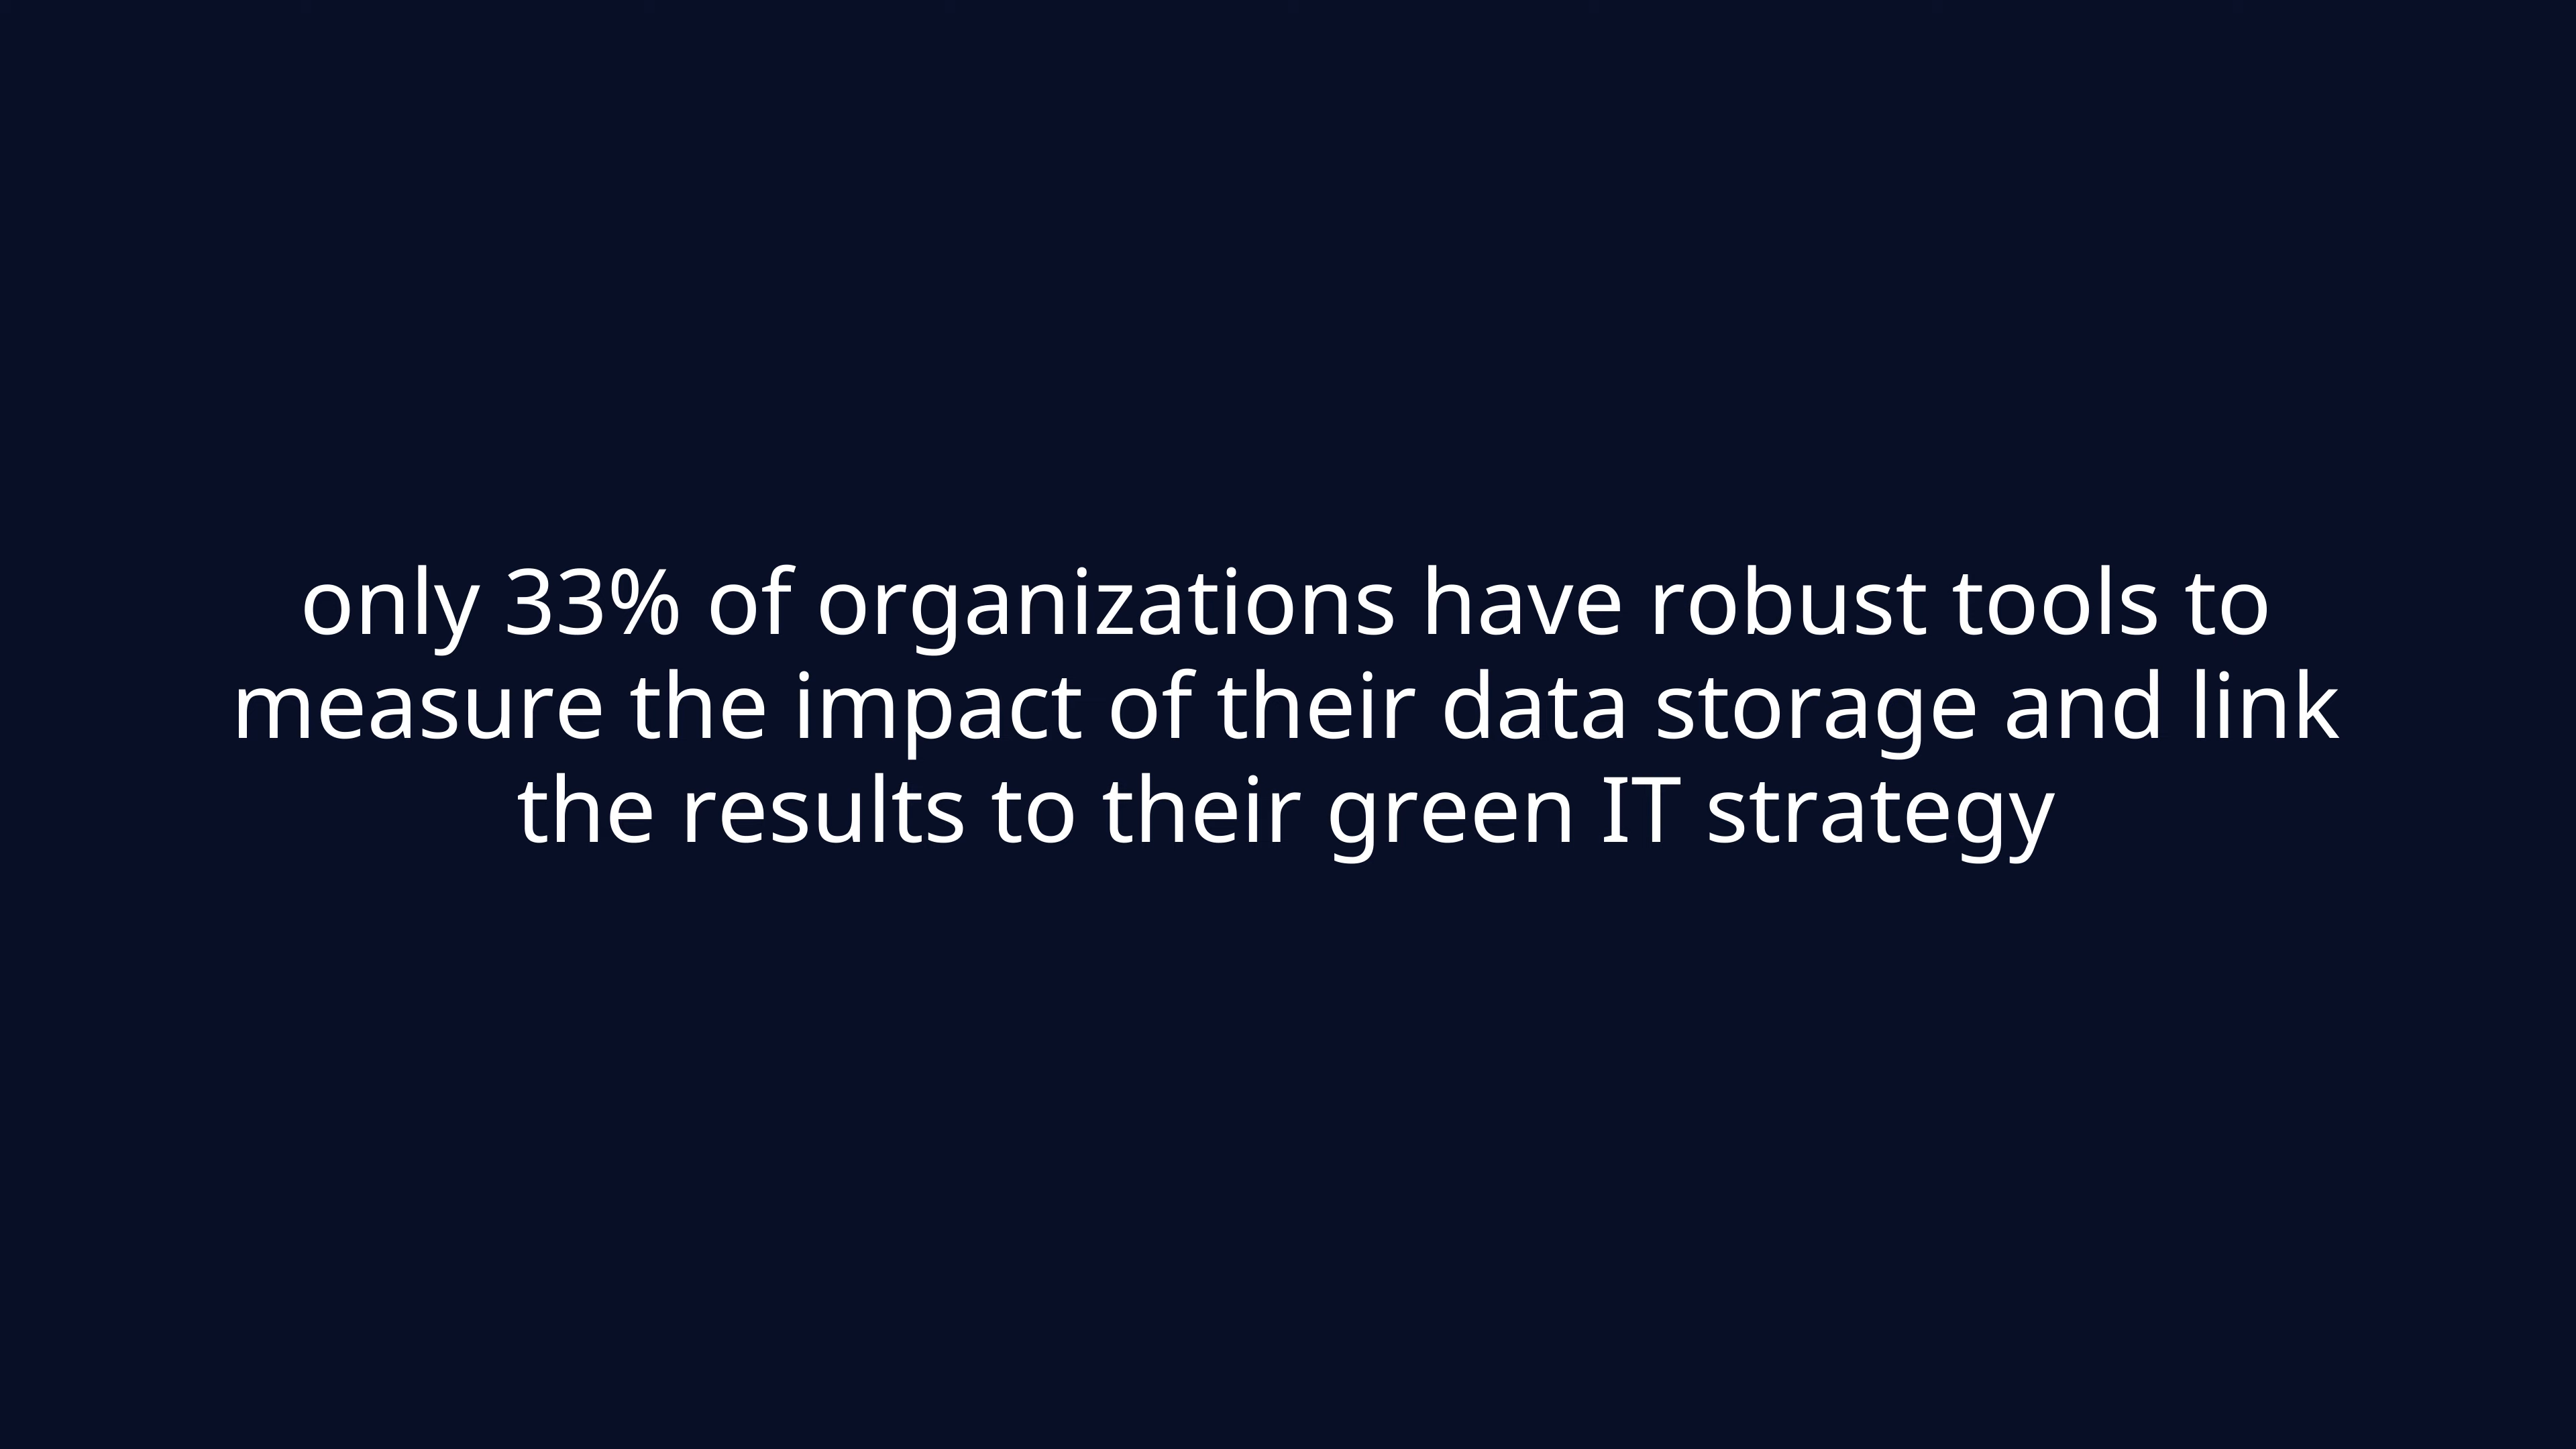 only 33% of organizations have robust tools to
measure the impact of their data storage and link
the results to their green IT strategy